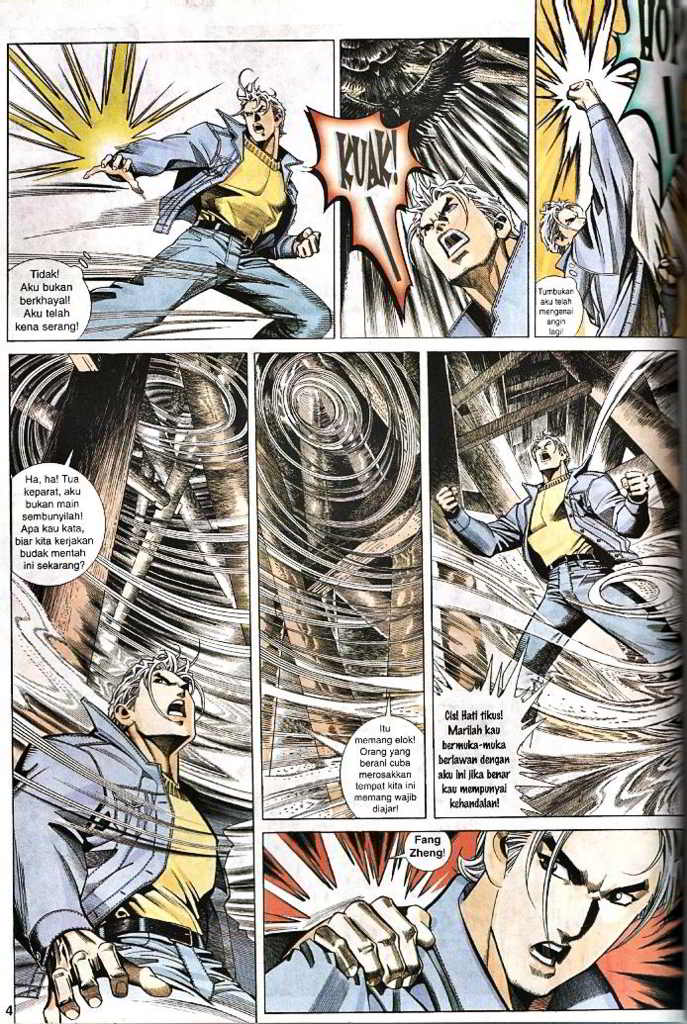 Tidak!
Aku bukan
berkhayal!
Aku telah
kena serang!
KUAK!
Tumbukan
aku telah
mengenai
angin
lagi!
Ha, ha! Tua
keparat, aku
bukan main
sembunyilah!
Apa kau kata,
biar kita kerjakan
budak mentah
ini sekarang?
Itu
memang elok!
Orang yang
berani cuba
merosakkan
tempat kita ini
memang wajib
diajar!
Cis! Hati tikus!
Marilah kau
bermuka-muka
berlawan dengan
aku ini jika benar
kau mempunyai
kehandalan!
Fang
Zheng!
4